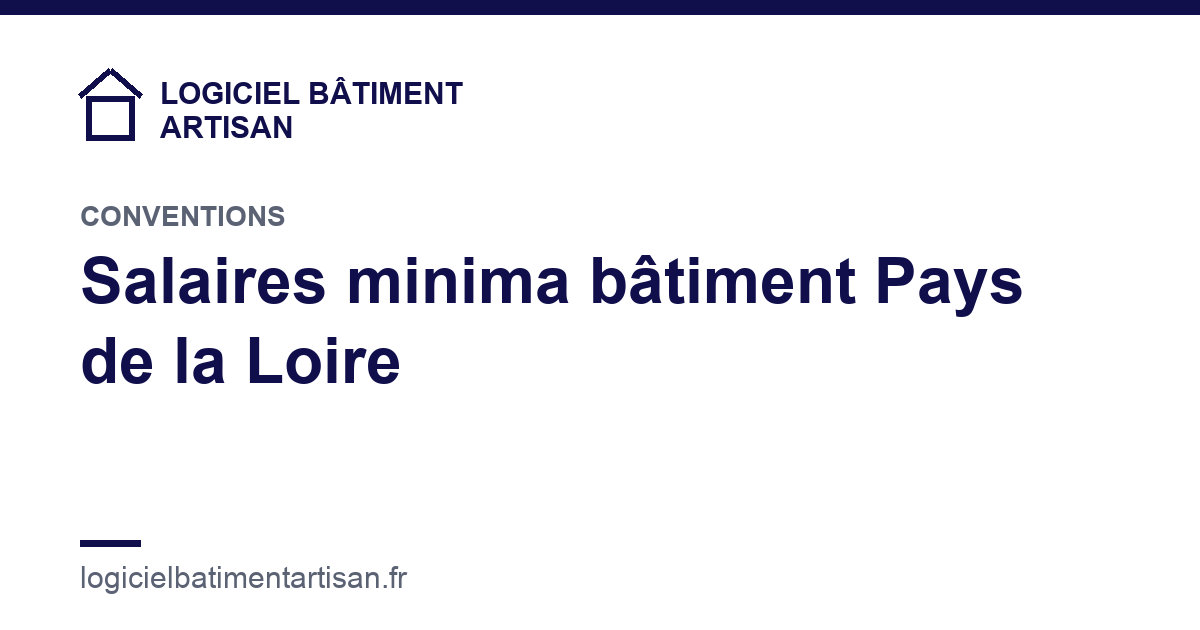 LOGICIEL BÂTIMENT
ARTISAN
CONVENTIONS
Salaires minima bâtiment Pays
de la Loire
logicielbatimentartisan.fr